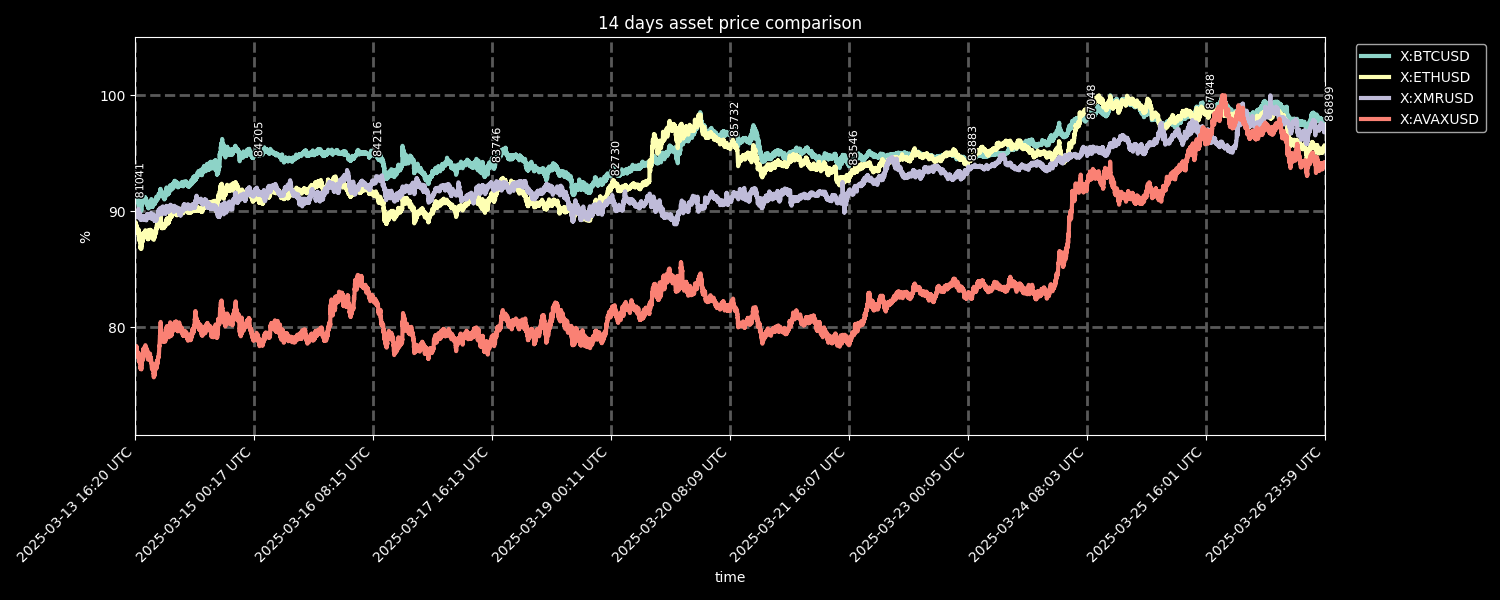 14 days asset price comparison
X:BTCUSD
X:ETHUSD
X:XMRUSD
X:AVAXUSD
100
90
80
%
81041
84205
84216
83746
82730
85732
83546
83883
87048
87848
86899
2025-03-13 16:20 UTC
2025-03-15 00:17 UTC
2025-03-16 08:15 UTC
2025-03-17 16:13 UTC
2025-03-19 00:11 UTC
2025-03-20 08:09 UTC
2025-03-21 16:07 UTC
2025-03-23 00:05 UTC
2025-03-24 08:03 UTC
2025-03-25 16:01 UTC
2025-03-26 23:59 UTC
time